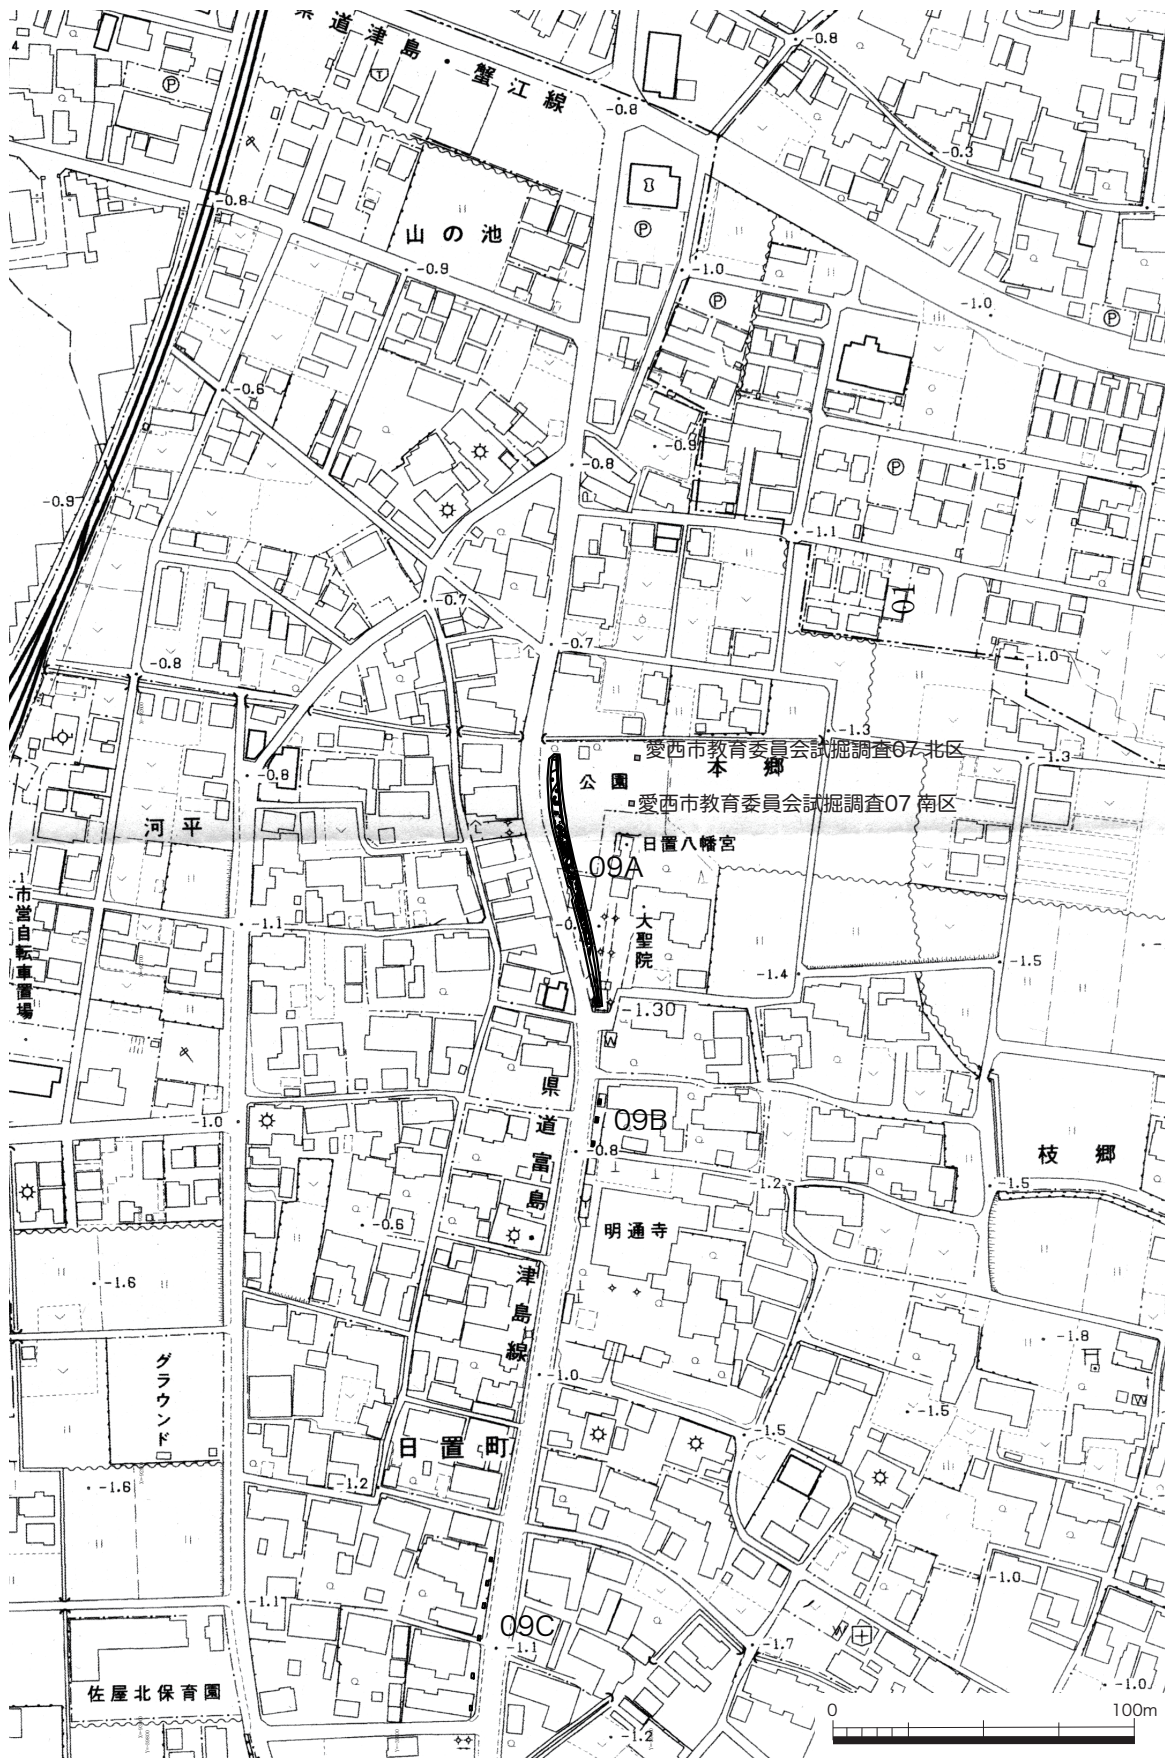 県道津島・蟹江線
4
-0.8
-0.8
-0.3
-0.8
山の池
-0.9
-1.0
-1.0
-0.6
-0.9
-0.8
-1.5
-0.9
P
-1.1
10
-0.7
-0.7
-1.0
-0.8
-1.3
愛西市教育委員会試掘調査07 北区
本郷
-1.3
-0.8
公園
愛西市教育委員会試掘調査07 南区
河平
日置八幡宮
09A
市営自転車置場
-1.1
大聖院
-1.5
-1.4
-1.30
W
県道富島・津島線
09B
-1.0
-0.8
枝郷
-1.2
-1.5
-0.6
明通寺
-1.6
-1.8
グラウンド
-1.0
W
-1.5
-1.5
日置町
-1.2
-1.6
-1.0
-1.1
09C
-1.1
-1.7
W
佐屋北保育園
-1.0
0
100m
-1.2